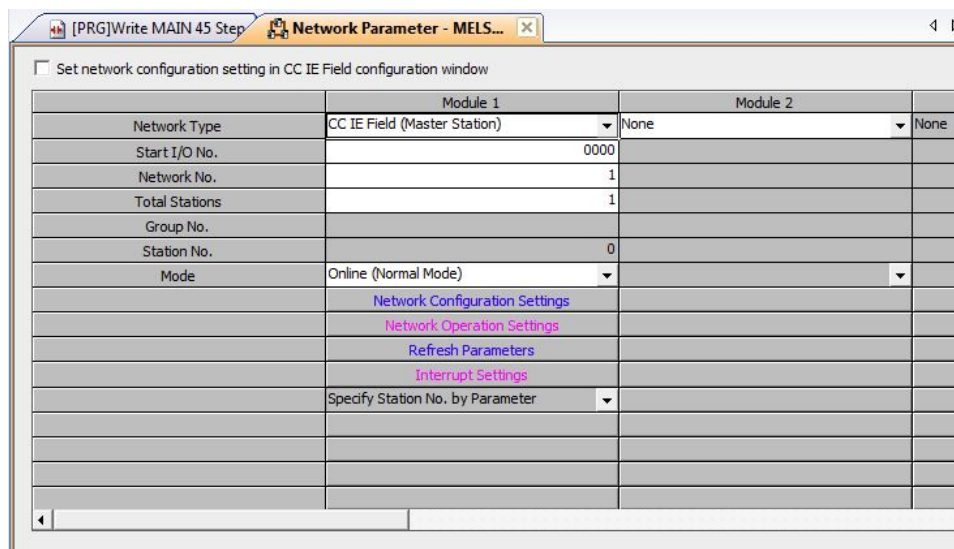 [PRG]Write MAIN 45 Step
Network Parameter - MELS...
Set network configuration setting in CC IE Field configuration window
Module 1 Module 2
Network Type CC IE Field (Master Station) None None
Start I/O No. 0000
Network No. 1
Total Stations 1
Group No.
Station No. 0
Mode Online (Normal Mode)
Network Configuration Settings
Network Operation Settings
Refresh Parameters
Interrupt Settings
Specify Station No. by Parameter